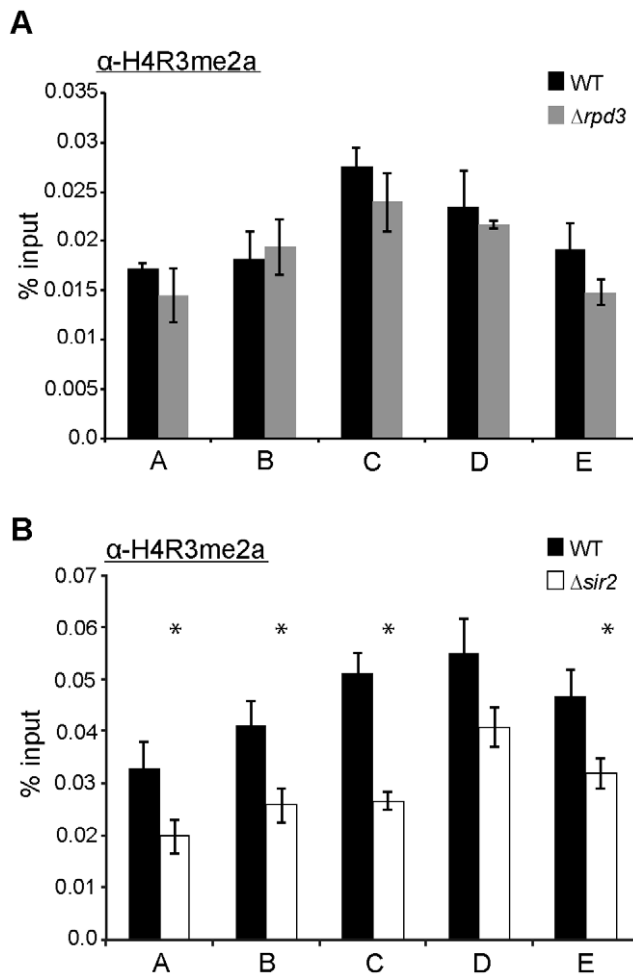 A
α-H4R3me2a
WT
Δrpd3
0.035
0.03
0.025
0.02
0.015
0.01
0.005
0.0
% input
A B C D E
B
α-H4R3me2a
WT
Δsir2
0.07
0.06
0.05
0.04
0.03
0.02
0.01
0.0
% input
* * * *
A B C D E